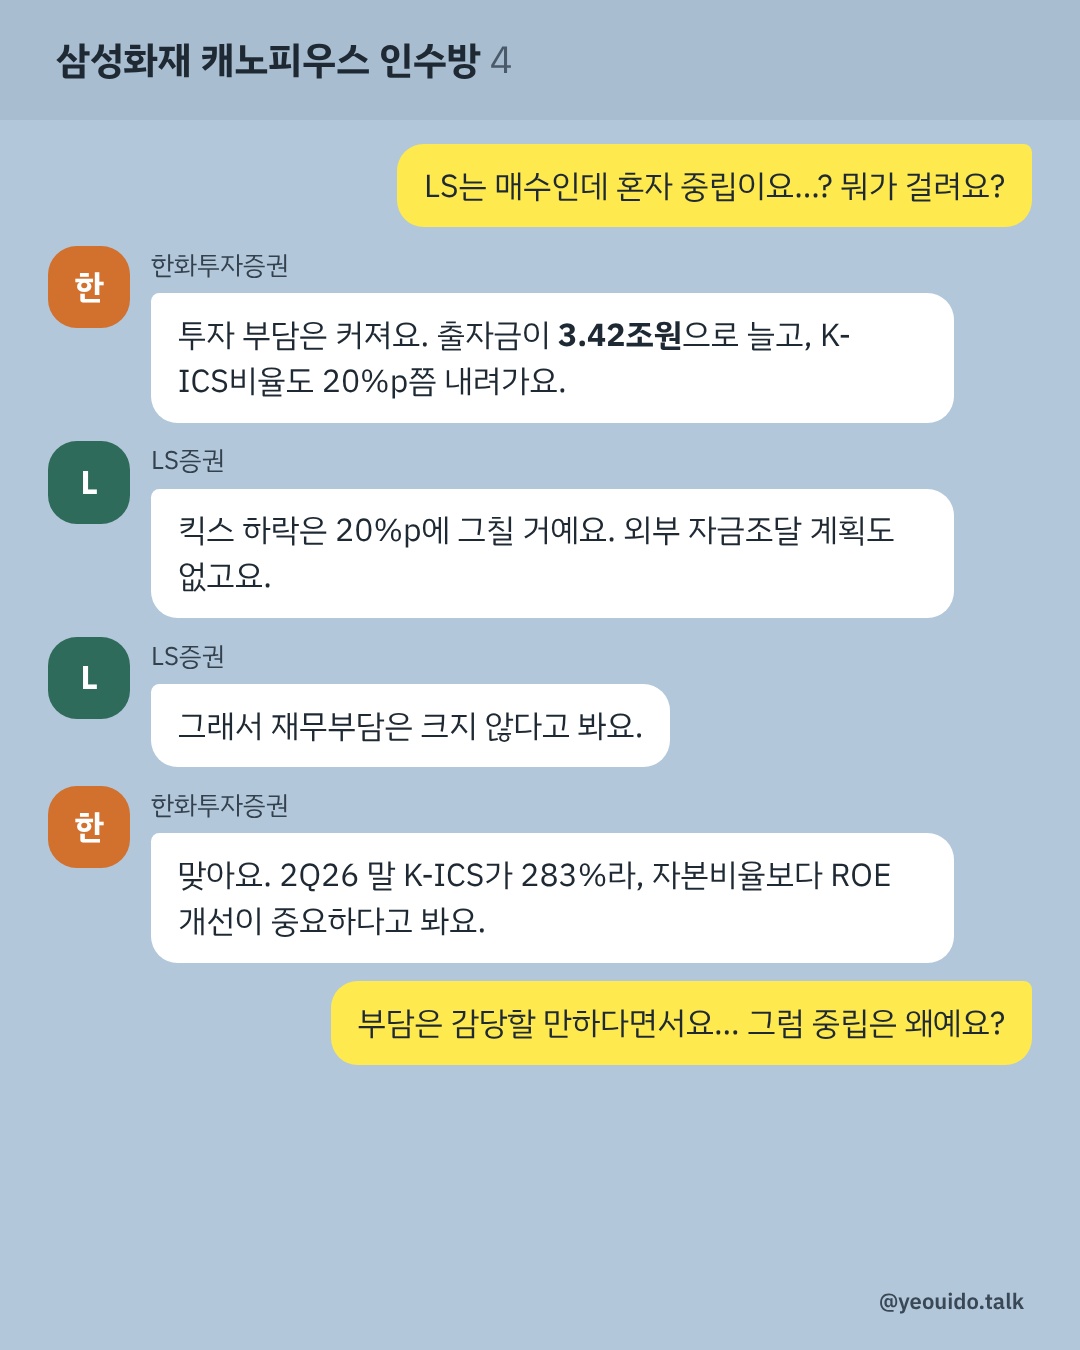 삼성화재 캐노피우스 인수방 4
LS는 매수인데 혼자 중립이요...? 뭐가 걸려요?
한
한화투자증권
투자 부담은 커져요. 출자금이 3.42조원으로 늘고, K-
ICS비율도 20%p쯤 내려가요.
L
LS증권
킥스 하락은 20%p에 그칠 거예요. 외부 자금조달 계획도
없고요.
L
LS증권
그래서 재무부담은 크지 않다고 봐요.
한
한화투자증권
맞아요. 2Q26 말 K-ICS가 283%라, 자본비율보다 ROE
개선이 중요하다고 봐요.
부담은 감당할 만하다면서요... 그럼 중립은 왜예요?
@yeouido.talk